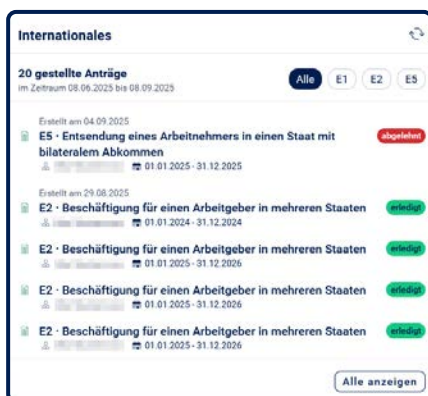 Internationales
20 gestellte Anträge
im Zeitraum 08.06.2025 bis 08.09.2025
Alle E1 E2 E5
Erstellt am 04.09.2025
E5 · Entsendung eines Arbeitnehmers in einen Staat mit
bilateralem Abkommen
abgelehnt
01.01.2025 - 31.12.2025
Erstellt am 29.08.2025
E2 · Beschäftigung für einen Arbeitgeber in mehreren Staaten
erledigt
01.01.2024 - 31.12.2024
E2 · Beschäftigung für einen Arbeitgeber in mehreren Staaten
erledigt
01.01.2025 - 31.12.2026
E2 · Beschäftigung für einen Arbeitgeber in mehreren Staaten
erledigt
01.01.2025 - 31.12.2026
E2 · Beschäftigung für einen Arbeitgeber in mehreren Staaten
erledigt
01.01.2025 - 31.12.2026
Alle anzeigen